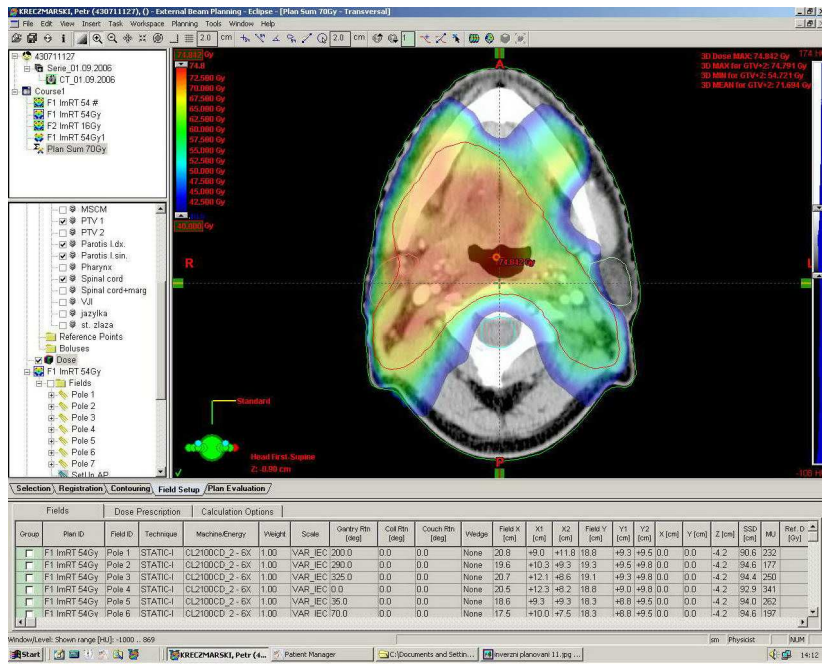 KRECZMARSKI, Petr (430711127), () - External Beam Planning - Eclipse - [Plan Sum 70Gy - Transversal]
File Edit View Insert Task Workspace Planning Tools Window Help
2.0 cm 2.0 cm 1
430711127
Serie_01.09.2006
CT_01.09.2006
Course1
F1 ImRT 54 #
F1 ImRT 54Gy
F2 ImRT 16Gy
F1 ImRT 54Gy1
Plan Sum 70Gy
MSCM
PTV 1
PTV 2
Parotis l.dx.
Parotis l.sin.
Pharynx
Spinal cord
Spinal cord+marg
VJI
jazylka
st. zlaza
Reference Points
Boluses
Dose
F1 ImRT 54Gy
Fields
Pole 1
Pole 2
Pole 3
Pole 4
Pole 5
Pole 6
Pole 7
SetUp AP
74.842 Gy
74.8
72.500 Gy
70.000 Gy
67.500 Gy
65.000 Gy
62.500 Gy
60.000 Gy
57.500 Gy
55.000 Gy
52.500 Gy
50.000 Gy
47.500 Gy
45.000 Gy
42.500 Gy
40.000 Gy
3D Dose MAX: 74.842 Gy
3D MAX for GTV+2: 74.791 Gy
3D MIN for GTV+2: 54.721 Gy
3D MEAN for GTV+2: 71.694 Gy
174 H
A
R
L
P
74.842 Gy
Standard
Head First-Supine
Z: -0.90 cm
-108 H
Selection Registration Contouring Field Setup Plan Evaluation
Fields Dose Prescription Calculation Options
Group Plan ID Field ID Technique Machine/Energy Weight Scale Gantry Rtn [deg] Coll Rtn [deg] Couch Rtn [deg] Wedge Field X [cm] X1 [cm] X2 [cm] Field Y [cm] Y1 [cm] Y2 [cm] X [cm] Y [cm] Z [cm] SSD [cm] MU Ref. D [Gy]
F1 ImRT 54Gy Pole 1 STATIC-I CL2100CD_2 - 6X 1.00 VAR_IEC 200.0 0.0 0.0 None 20.8 +9.0 +11.8 18.8 +9.3 +9.5 0.0 0.0 -4.2 90.6 232
F1 ImRT 54Gy Pole 2 STATIC-I CL2100CD_2 - 6X 1.00 VAR_IEC 290.0 0.0 0.0 None 19.6 +10.3 +9.3 19.3 +9.5 +9.8 0.0 0.0 -4.2 94.6 177
F1 ImRT 54Gy Pole 3 STATIC-I CL2100CD_2 - 6X 1.00 VAR_IEC 325.0 0.0 0.0 None 20.7 +12.1 +8.6 19.1 +9.3 +9.8 0.0 0.0 -4.2 94.4 250
F1 ImRT 54Gy Pole 4 STATIC-I CL2100CD_2 - 6X 1.00 VAR_IEC 0.0 0.0 0.0 None 20.5 +12.3 +8.2 18.8 +9.0 +9.8 0.0 0.0 -4.2 92.9 341
F1 ImRT 54Gy Pole 5 STATIC-I CL2100CD_2 - 6X 1.00 VAR_IEC 35.0 0.0 0.0 None 18.6 +9.3 +9.3 18.3 +8.8 +9.5 0.0 0.0 -4.2 94.0 262
F1 ImRT 54Gy Pole 6 STATIC-I CL2100CD_2 - 6X 1.00 VAR_IEC 70.0 0.0 0.0 None 17.5 +10.0 +7.5 18.3 +8.8 +9.5 0.0 0.0 -4.2 94.6 197
Window/Level: Shown range [HU]: -1000 .. 869 sm Physicist NUM
Start KRECZMARSKI, Petr (4... Patient Manager C:\Documents and Settin... inverzni planovani 11.jpg ... 14:12